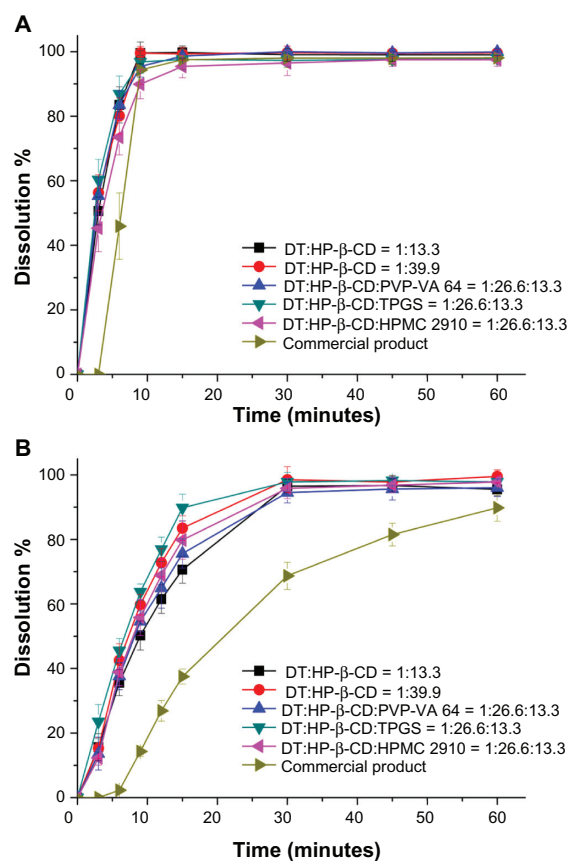 A
100
80
60
40
20
0
Dissolution %
DT:HP-β-CD = 1:13.3
DT:HP-β-CD = 1:39.9
DT:HP-β-CD:PVP-VA 64 = 1:26.6:13.3
DT:HP-β-CD:TPGS = 1:26.6:13.3
DT:HP-β-CD:HPMC 2910 = 1:26.6:13.3
Commercial product
0 10 20 30 40 50 60
Time (minutes)
B
100
80
60
40
20
0
Dissolution %
DT:HP-β-CD = 1:13.3
DT:HP-β-CD = 1:39.9
DT:HP-β-CD:PVP-VA 64 = 1:26.6:13.3
DT:HP-β-CD:TPGS = 1:26.6:13.3
DT:HP-β-CD:HPMC 2910 = 1:26.6:13.3
Commercial product
0 10 20 30 40 50 60
Time (minutes)